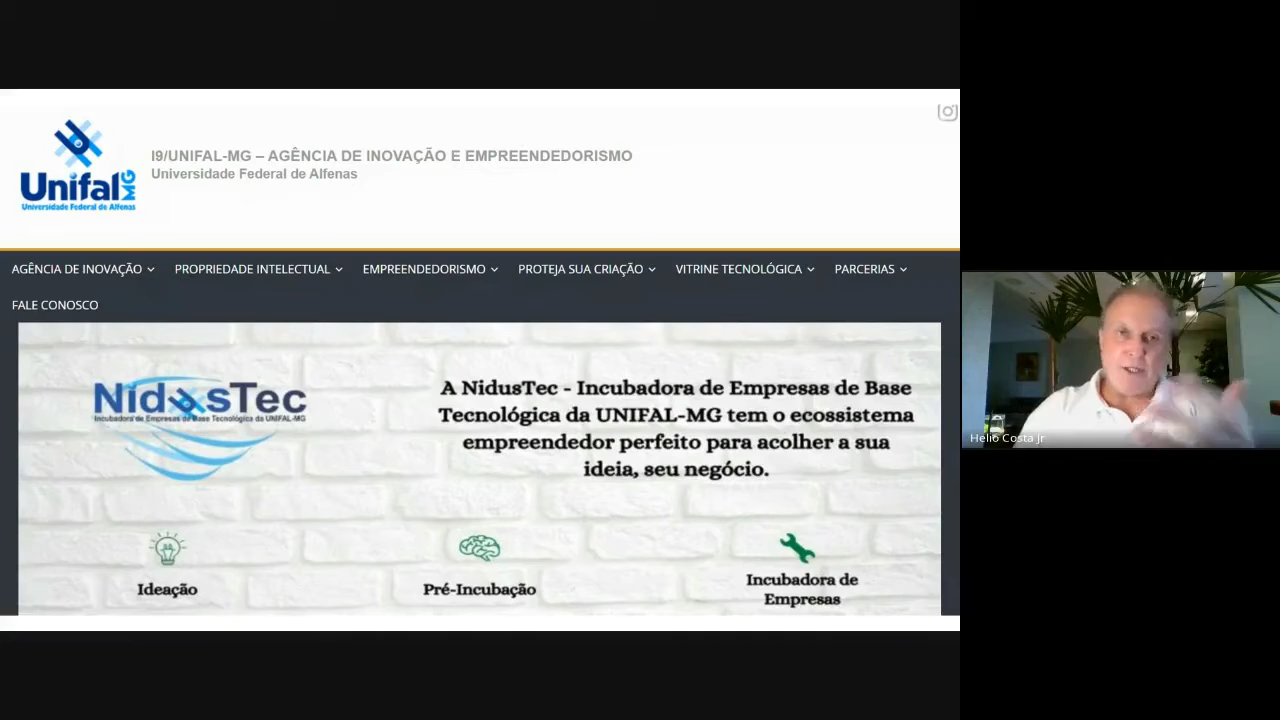 I9/UNIFAL-MG – AGÊNCIA DE INOVAÇÃO E EMPREENDEDORISMO
Universidade Federal de Alfenas
Unifal MG
Universidade Federal de Alfenas
AGÊNCIA DE INOVAÇÃO
PROPRIEDADE INTELECTUAL
EMPREENDEDORISMO
PROTEJA SUA CRIAÇÃO
VITRINE TECNOLÓGICA
PARCERIAS
FALE CONOSCO
NidusTec
Incubadora de Empresas de Base Tecnológica da UNIFAL-MG
A NidusTec - Incubadora de Empresas de Base
Tecnológica da UNIFAL-MG tem o ecossistema
empreendedor perfeito para acolher a sua
ideia, seu negócio.
Ideação
Pré-Incubação
Incubadora de
Empresas
Helio Costa Jr